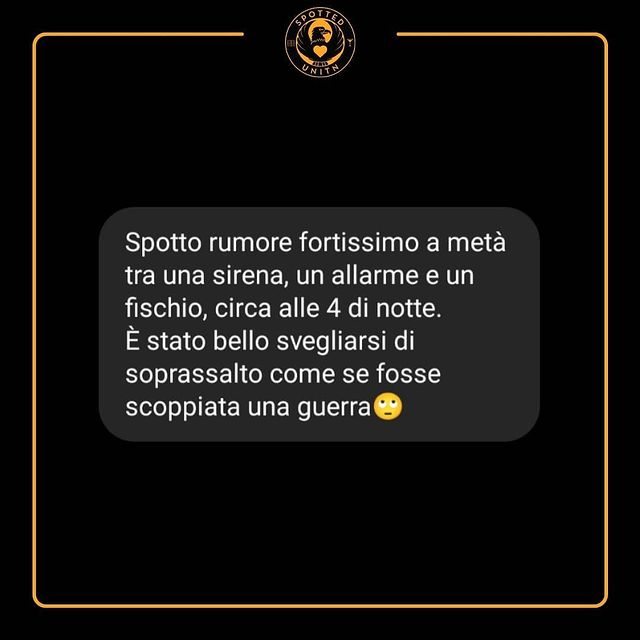 SPOTTED
UNITN
Spotto rumore fortissimo a metà
tra una sirena, un allarme e un
fischio, circa alle 4 di notte.
È stato bello svegliarsi di
soprassalto come se fosse
scoppiata una guerra🙄